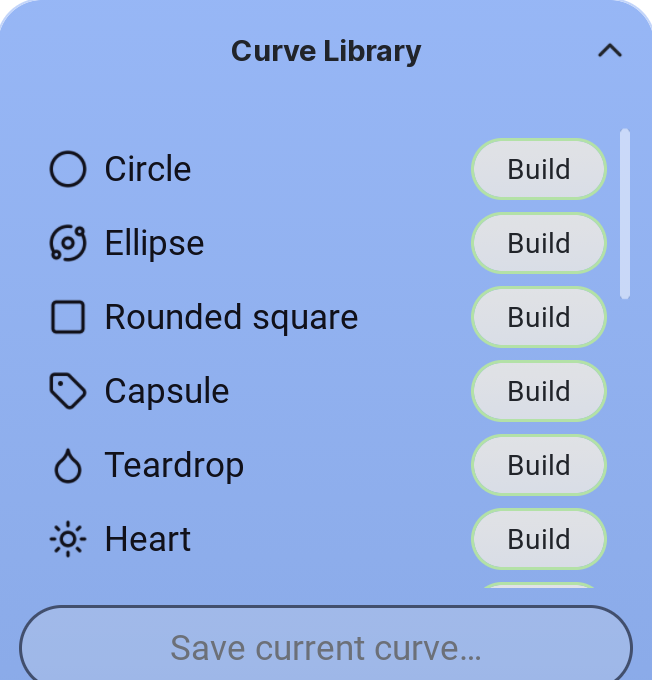 Curve Library
Circle Build
Ellipse Build
Rounded square Build
Capsule Build
Teardrop Build
Heart Build
Save current curve...